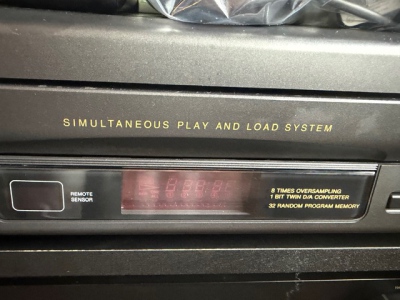 SIMULTANEOUS PLAY AND LOAD SYSTEM
REMOTE
SENSOR
8 TIMES OVERSAMPLING
1 BIT TWIN D/A CONVERTER
32 RANDOM PROGRAM MEMORY